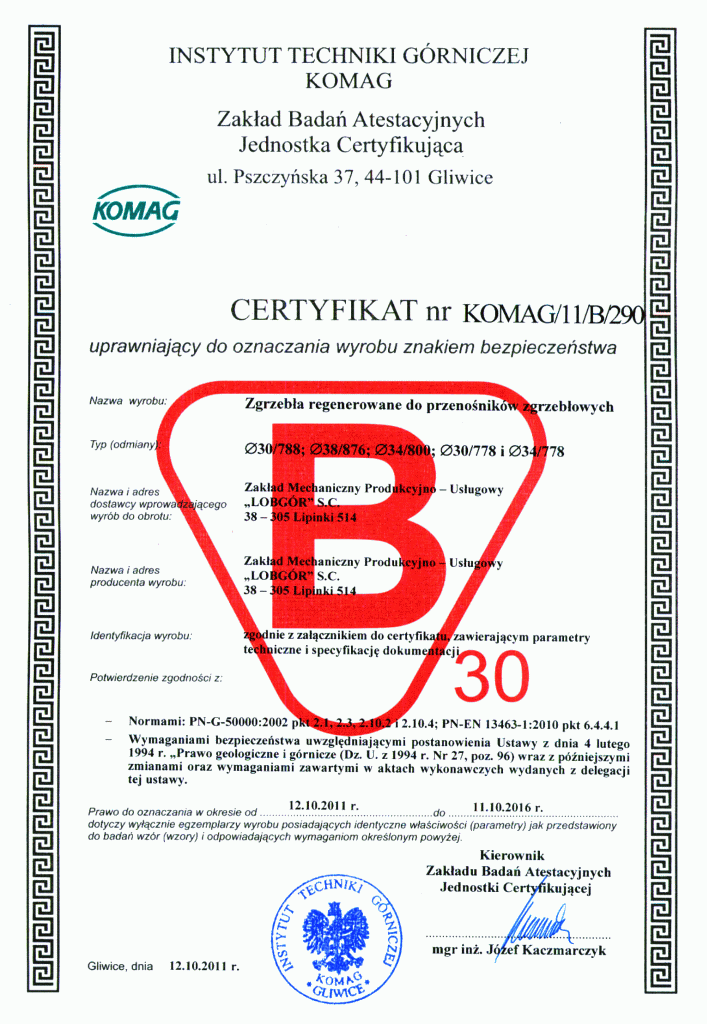 INSTYTUT TECHNIKI GÓRNICZEJ
KOMAG
Zakład Badań Atestacyjnych
Jednostka Certyfikująca
ul. Pszczyńska 37, 44-101 Gliwice
KOMAG
CERTYFIKAT nr KOMAG/11/B/290
uprawniający do oznaczania wyrobu znakiem bezpieczeństwa
Nazwa wyrobu: Zgrzebła regenerowane do przenośników zgrzebłowych
Typ (odmiany): ∅30/788; ∅38/876; ∅34/800; ∅30/778 i ∅34/778
Nazwa i adres
dostawcy wprowadzającego
wyrób do obrotu:
Zakład Mechaniczny Produkcyjno – Usługowy
„LOBGÓR” S.C.
38 – 305 Lipinki 514
Nazwa i adres
producenta wyrobu:
Zakład Mechaniczny Produkcyjno – Usługowy
„LOBGÓR” S.C.
38 – 305 Lipinki 514
B
Identyfikacja wyrobu: zgodnie z załącznikiem do certyfikatu, zawierającym parametry
techniczne i specyfikację dokumentacji
30
Potwierdzenie zgodności z:
– Normami: PN-G-50000:2002 pkt 2.1, 2.3, 2.10.2 i 2.10.4; PN-EN 13463-1:2010 pkt 6.4.4.1
– Wymaganiami bezpieczeństwa uwzględniającymi postanowienia Ustawy z dnia 4 lutego
1994 r. „Prawo geologiczne i górnicze (Dz. U. z 1994 r. Nr 27, poz. 96) wraz z późniejszymi
zmianami oraz wymaganiami zawartymi w aktach wykonawczych wydanych z delegacji
tej ustawy.
Prawo do oznaczania w okresie od 12.10.2011 r. do 11.10.2016 r.
dotyczy wyłącznie egzemplarzy wyrobu posiadających identyczne właściwości (parametry) jak przedstawiony
do badań wzór (wzory) i odpowiadających wymaganiom określonym powyżej.
Kierownik
Zakładu Badań Atestacyjnych
Jednostki Certyfikującej
mgr inż. Józef Kaczmarczyk
INSTYTUT TECHNIKI GÓRNICZEJ
KOMAG
• GLIWICE •
Gliwice, dnia 12.10.2011 r.